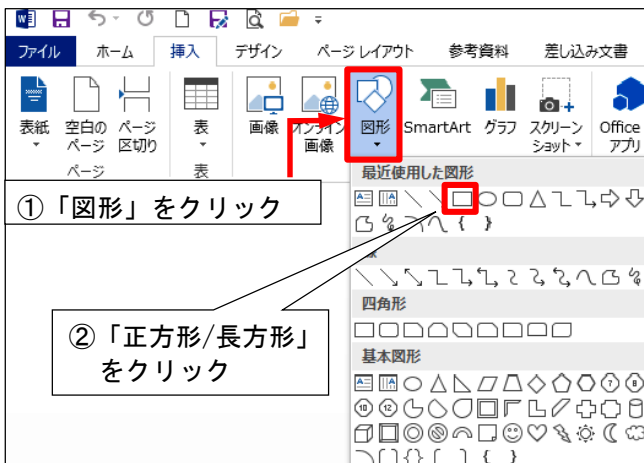 ファイル ホーム 挿入 デザイン ページ レイアウト 参考資料 差し込み文書
表紙 空白の ページ 表 画像 オンライン 図形 SmartArt グラフ スクリーン Office
ページ 区切り 画像 ショット アプリ
ページ 表
最近使用した図形
①「図形」をクリック
四角形
②「正方形/長方形」
をクリック
基本図形